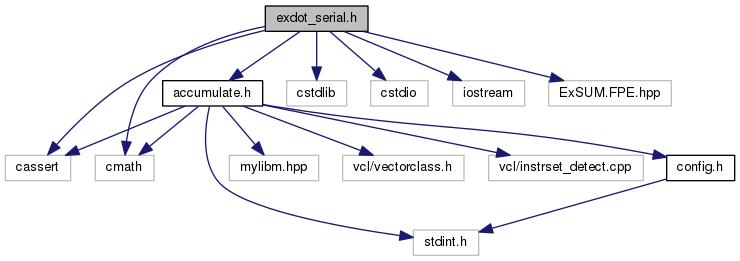 exdot_serial.h
accumulate.h
cstdlib
cstdio
iostream
ExSUM.FPE.hpp
cassert
cmath
mylibm.hpp
vcl/vectorclass.h
vcl/instrset_detect.cpp
config.h
stdint.h